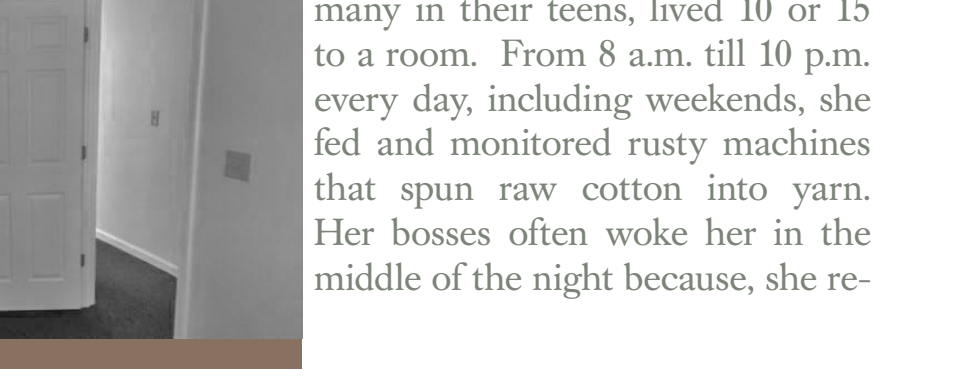 many in their teens, lived 10 or 15
to a room. From 8 a.m. till 10 p.m.
every day, including weekends, she
fed and monitored rusty machines
that spun raw cotton into yarn.
Her bosses often woke her in the
middle of the night because, she re-